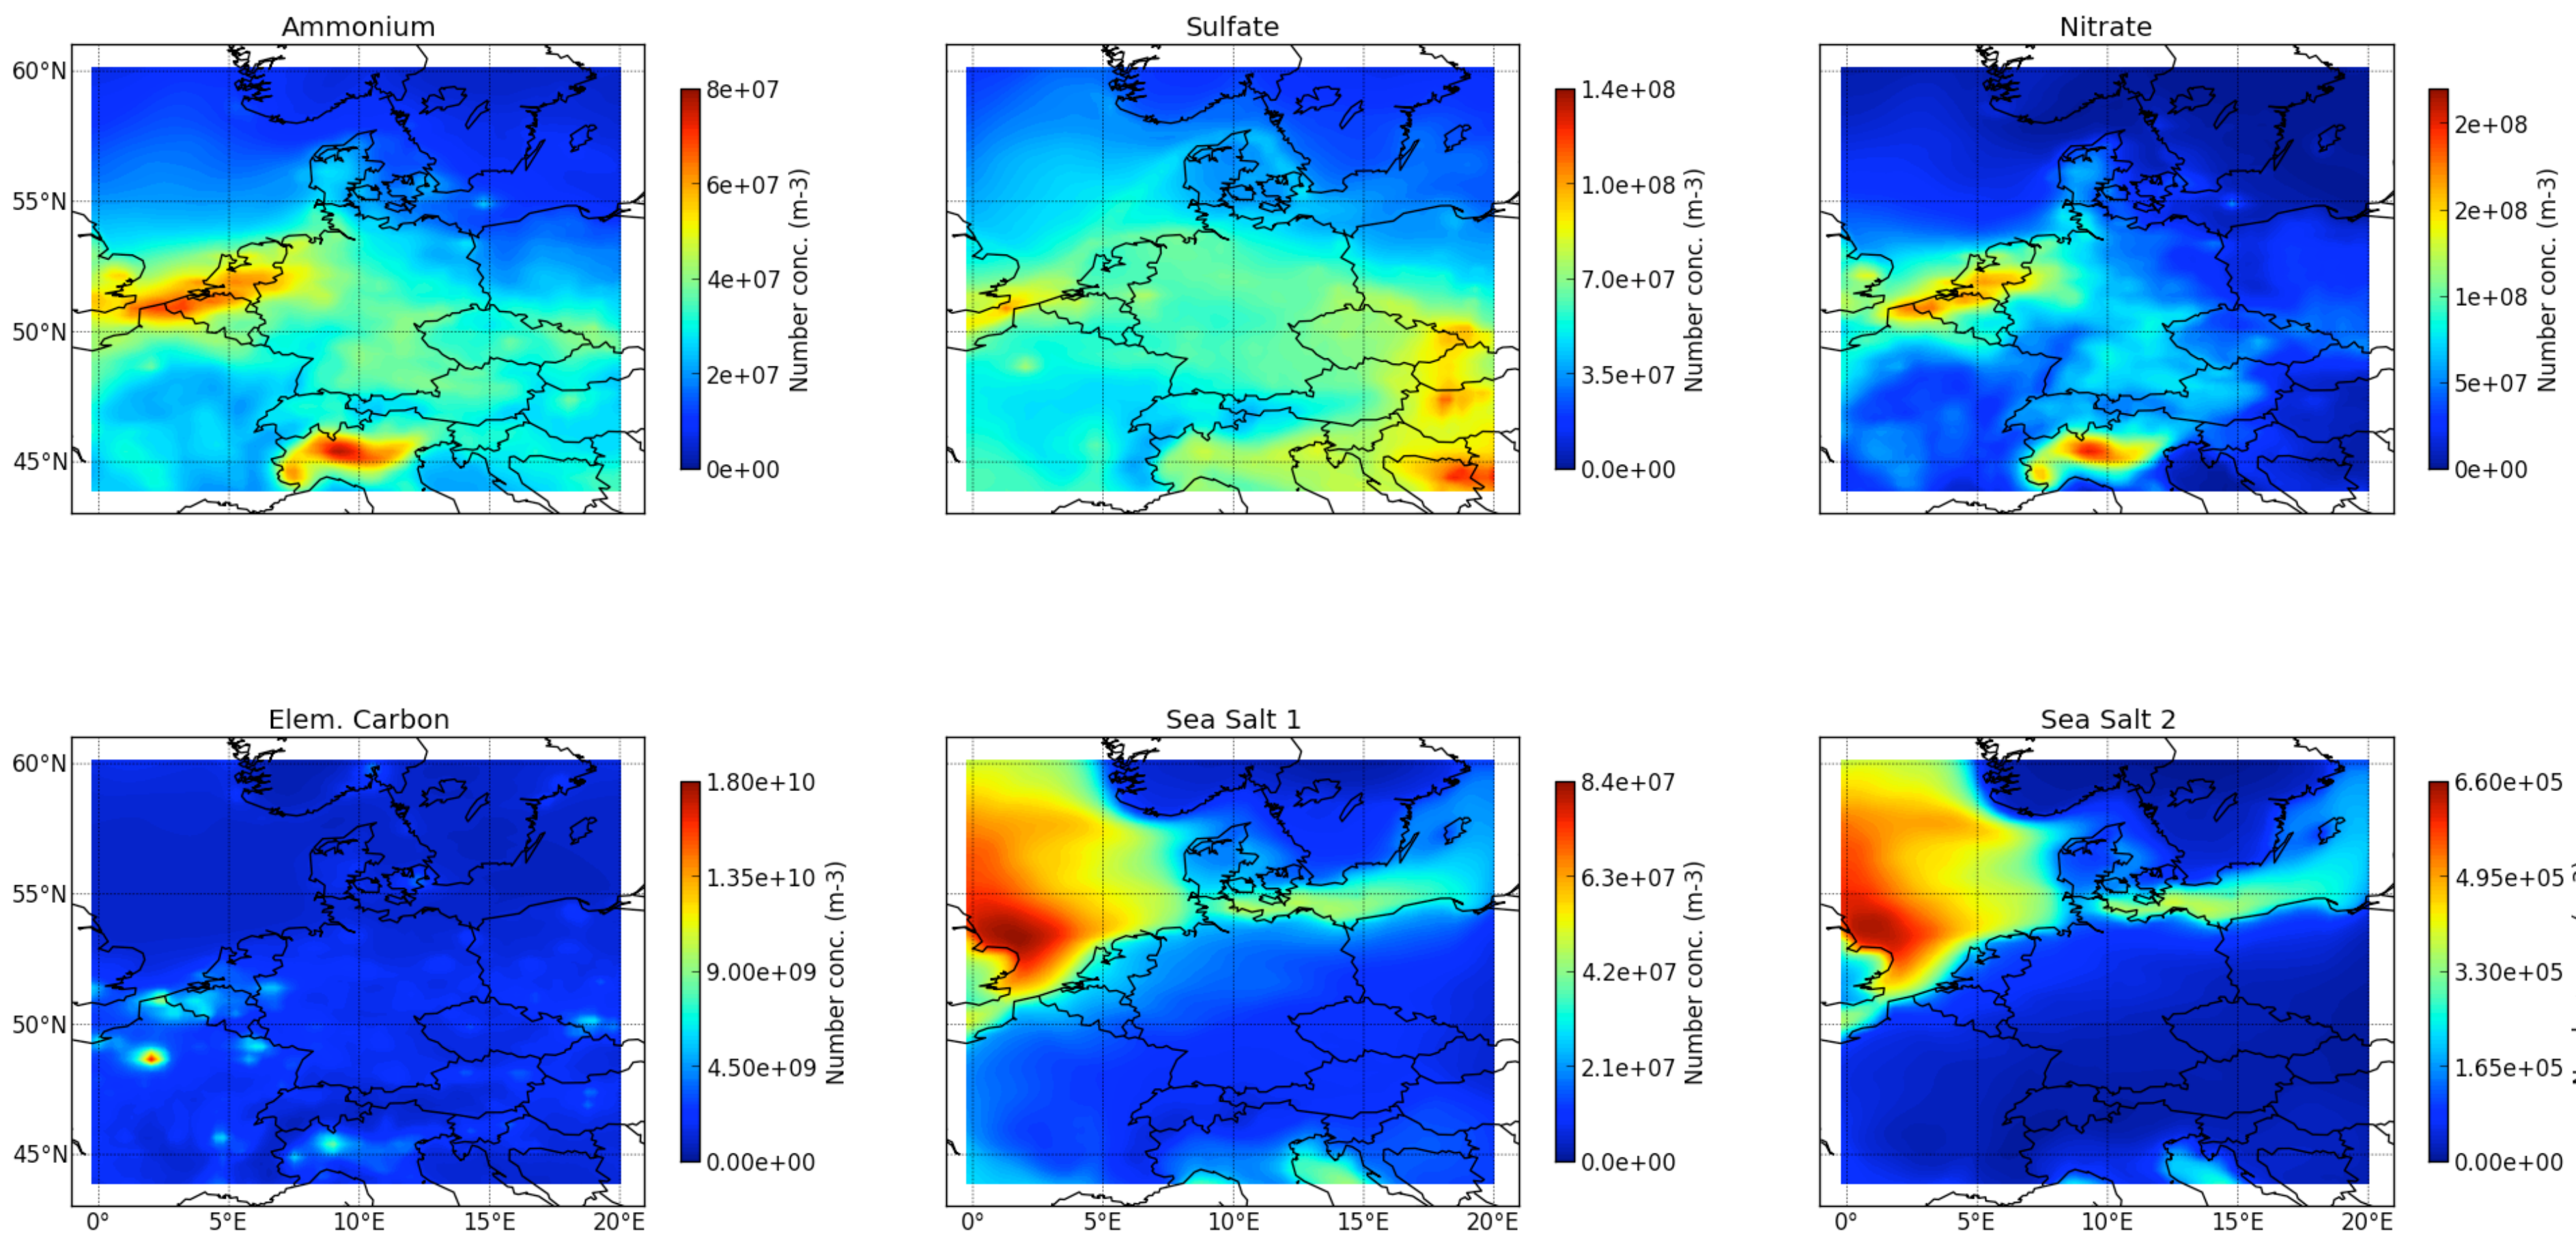 Ammonium
60°N
55°N
50°N
45°N
8e+07
6e+07
4e+07
2e+07
0e+00
Number conc. (m-3)
Sulfate
1.4e+08
1.0e+08
7.0e+07
3.5e+07
0.0e+00
Number conc. (m-3)
Nitrate
2e+08
2e+08
1e+08
5e+07
0e+00
Number conc. (m-3)
Elem. Carbon
60°N
55°N
50°N
45°N
0°
5°E
10°E
15°E
20°E
1.80e+10
1.35e+10
9.00e+09
4.50e+09
0.00e+00
Number conc. (m-3)
Sea Salt 1
0°
5°E
10°E
15°E
20°E
8.4e+07
6.3e+07
4.2e+07
2.1e+07
0.0e+00
Number conc. (m-3)
Sea Salt 2
0°
5°E
10°E
15°E
20°E
6.60e+05
4.95e+05
3.30e+05
1.65e+05
0.00e+00